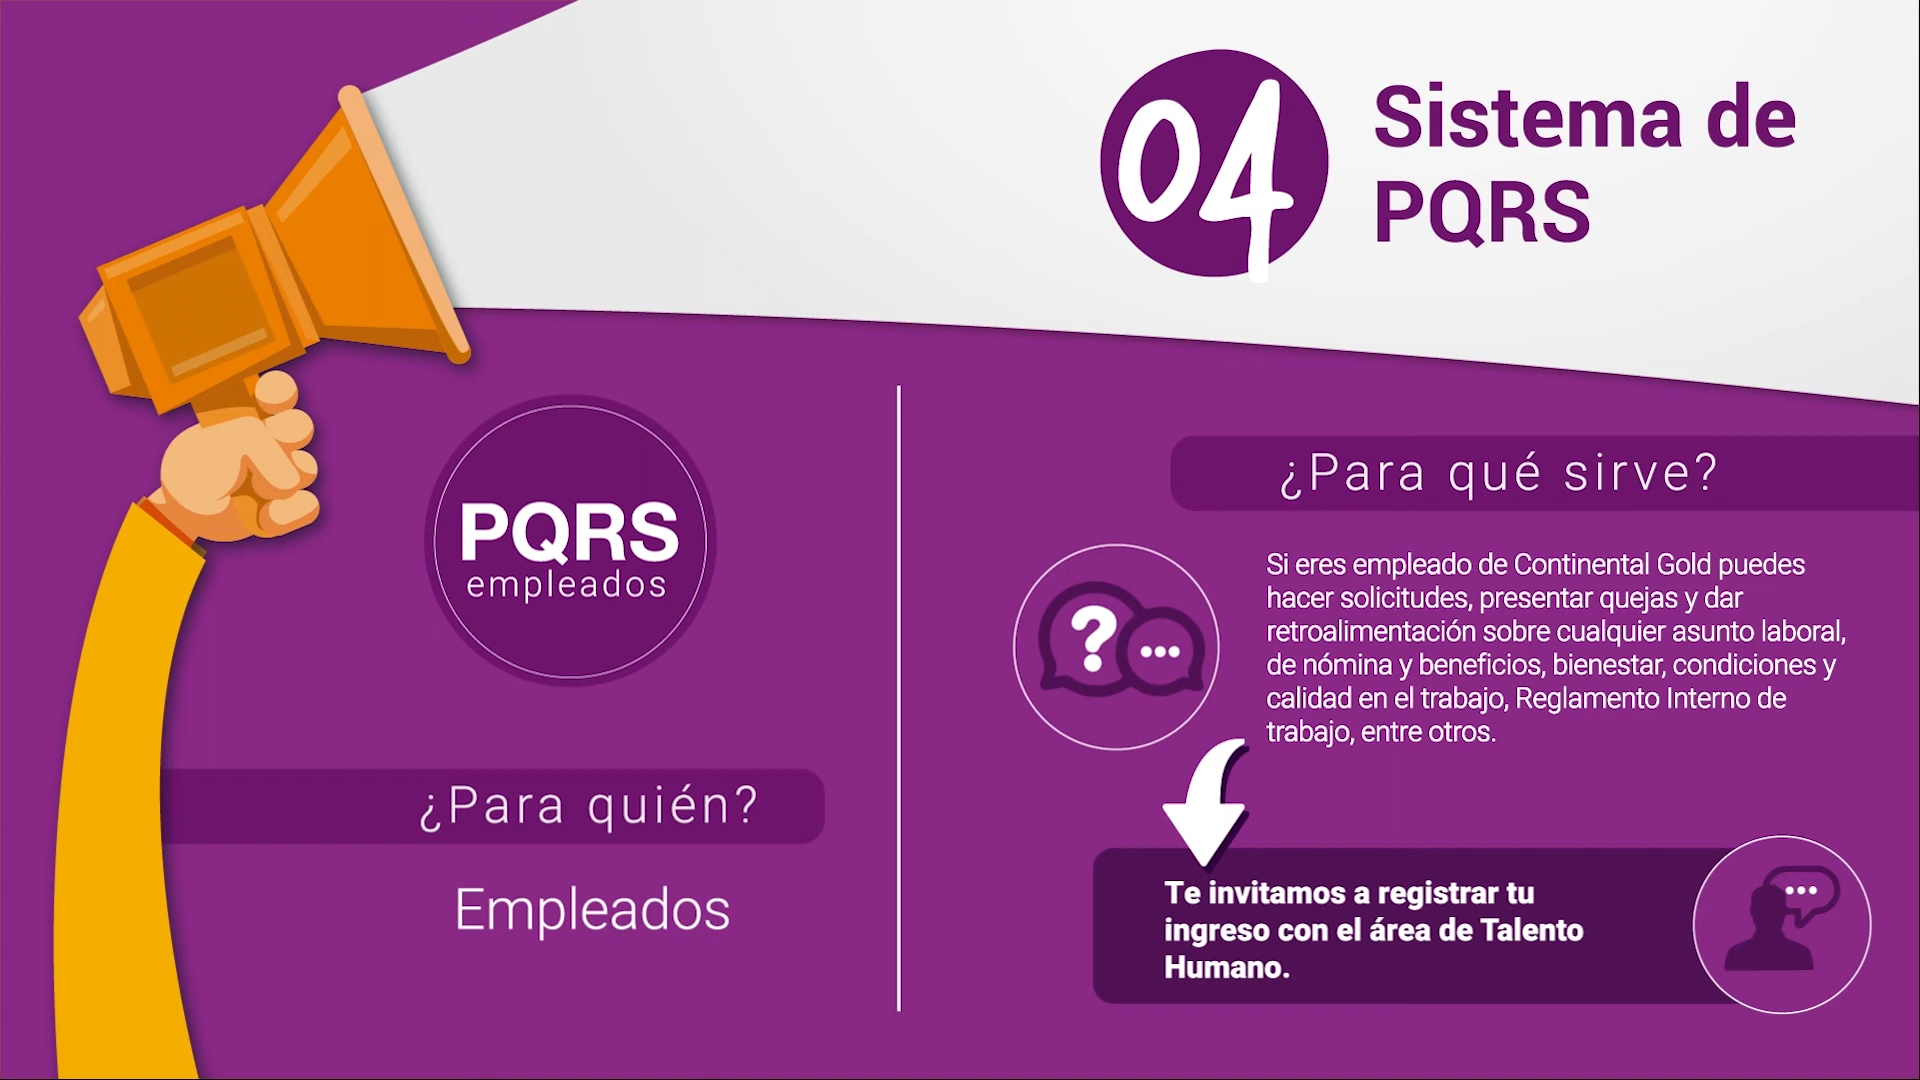 04
Sistema de
PQRS
PQRS
empleados
¿Para quién?
Empleados
¿Para qué sirve?
?
Si eres empleado de Continental Gold puedes
hacer solicitudes, presentar quejas y dar
retroalimentación sobre cualquier asunto laboral,
de nómina y beneficios, bienestar, condiciones y
calidad en el trabajo, Reglamento Interno de
trabajo, entre otros.
Te invitamos a registrar tu
ingreso con el área de Talento
Humano.